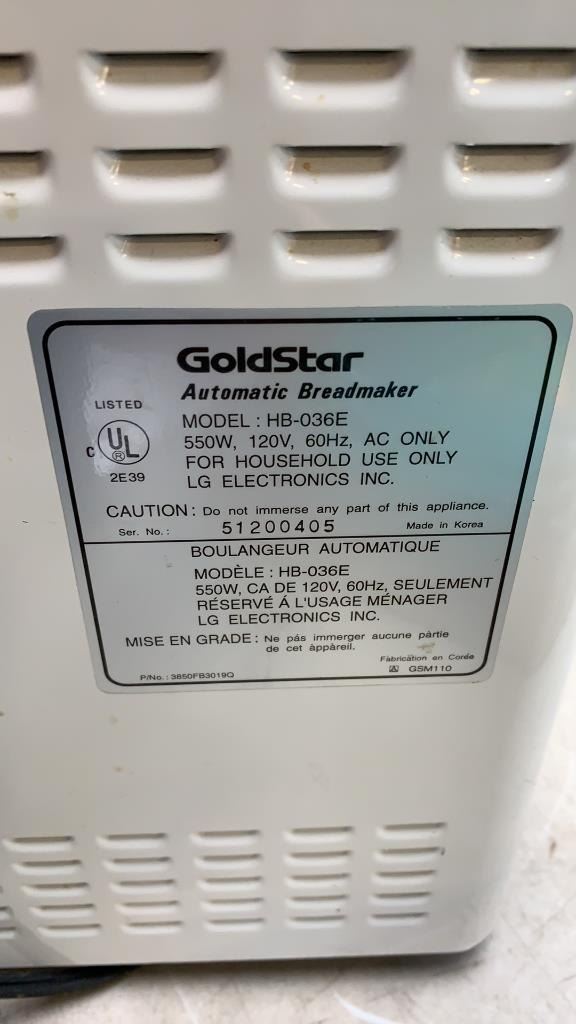 GoldStar
Automatic Breadmaker
LISTED
C UL ®
2E39
MODEL : HB-036E
550W, 120V, 60Hz, AC ONLY
FOR HOUSEHOLD USE ONLY
LG ELECTRONICS INC.
CAUTION : Do not immerse any part of this appliance.
Ser. No. : 51200405 Made in Korea
BOULANGEUR AUTOMATIQUE
MODÈLE : HB-036E
550W, CA DE 120V, 60Hz, SEULEMENT
RÉSERVÉ Á L'USAGE MÉNAGER
LG ELECTRONICS INC.
MISE EN GRADE : Ne pás immerger aucune pàrtie
de cet àppàreil.
Fàbricàtion en Corée
P/No. : 3850FB3019Q GSM110